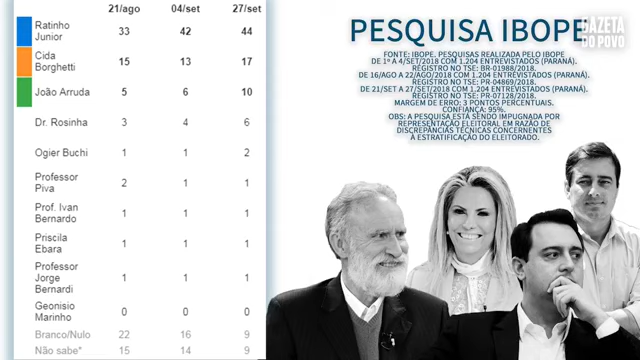 21/ago 04/set 27/set
Ratinho
Junior 33 42 44
Cida
Borghetti 15 13 17
João Arruda 5 6 10
Dr. Rosinha 3 4 6
Ogier Buchi 1 1 2
Professor
Piva 2 1 1
Prof. Ivan
Bernardo 1 1 1
Priscila
Ebara 1 1 1
Professor
Jorge
Bernardi 1 1 1
Geonisio
Marinho 0 0 0
Branco/Nulo 22 16 9
Não sabe* 15 14 9
PESQUISA IBOPE
GAZETA
DO POVO
FONTE: IBOPE. PESQUISAS REALIZADA PELO IBOPE
DE 1º A 4/SET/2018 COM 1.204 ENTREVISTADOS (PARANÁ).
REGISTRO NO TSE: BR-01988/2018.
DE 16/AGO A 22/AGO/2018 COM 1.204 ENTREVISTADOS (PARANÁ).
REGISTRO NO TSE: PR-04869/2018.
DE 21/SET A 27/SET/2018 COM 1.204 ENTREVISTADOS (PARANÁ).
REGISTRO NO TSE: PR-07128/2018.
MARGEM DE ERRO: 3 PONTOS PERCENTUAIS.
CONFIANÇA: 95%.
OBS: A PESQUISA ESTÁ SENDO IMPUGNADA POR
REPRESENTAÇÃO ELEITORAL EM RAZÃO DE
DISCREPÂNCIAS TÉCNICAS CONCERNENTES
À ESTRATIFICAÇÃO DO ELEITORADO.